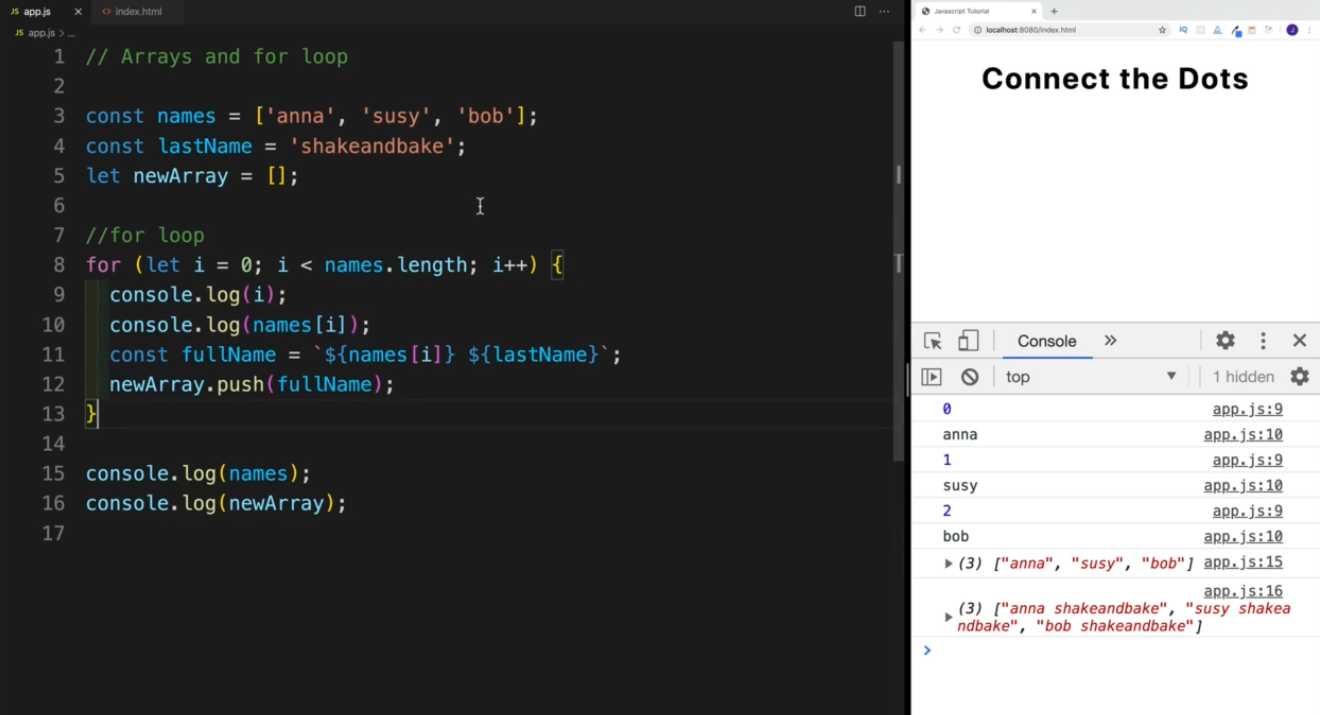 JS app.js × <> index.html ···
JS app.js > ...
1 // Arrays and for loop
2
3 const names = ['anna', 'susy', 'bob'];
4 const lastName = 'shakeandbake';
5 let newArray = [];
6
7 //for loop
8 for (let i = 0; i < names.length; i++) {
9 console.log(i);
10 console.log(names[i]);
11 const fullName = `${names[i]} ${lastName}`;
12 newArray.push(fullName);
13 }
14
15 console.log(names);
16 console.log(newArray);
17
Javascript Tutorial × +
localhost:8080/index.html IQ J
Connect the Dots
Console »
top ▼ 1 hidden
0 app.js:9
anna app.js:10
1 app.js:9
susy app.js:10
2 app.js:9
bob app.js:10
(3) ["anna", "susy", "bob"] app.js:15
app.js:16
(3) ["anna shakeandbake", "susy shakea
ndbake", "bob shakeandbake"]
>